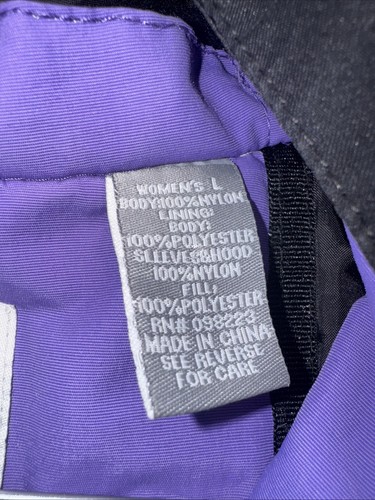 WOMEN'S L
BODY:100%NYLON
LINING:
BODY:
100%POLYESTER
SLEEVES&HOOD:
100%NYLON
FILL:
100%POLYESTER
RN# 098223
MADE IN CHINA
SEE REVERSE
FOR CARE